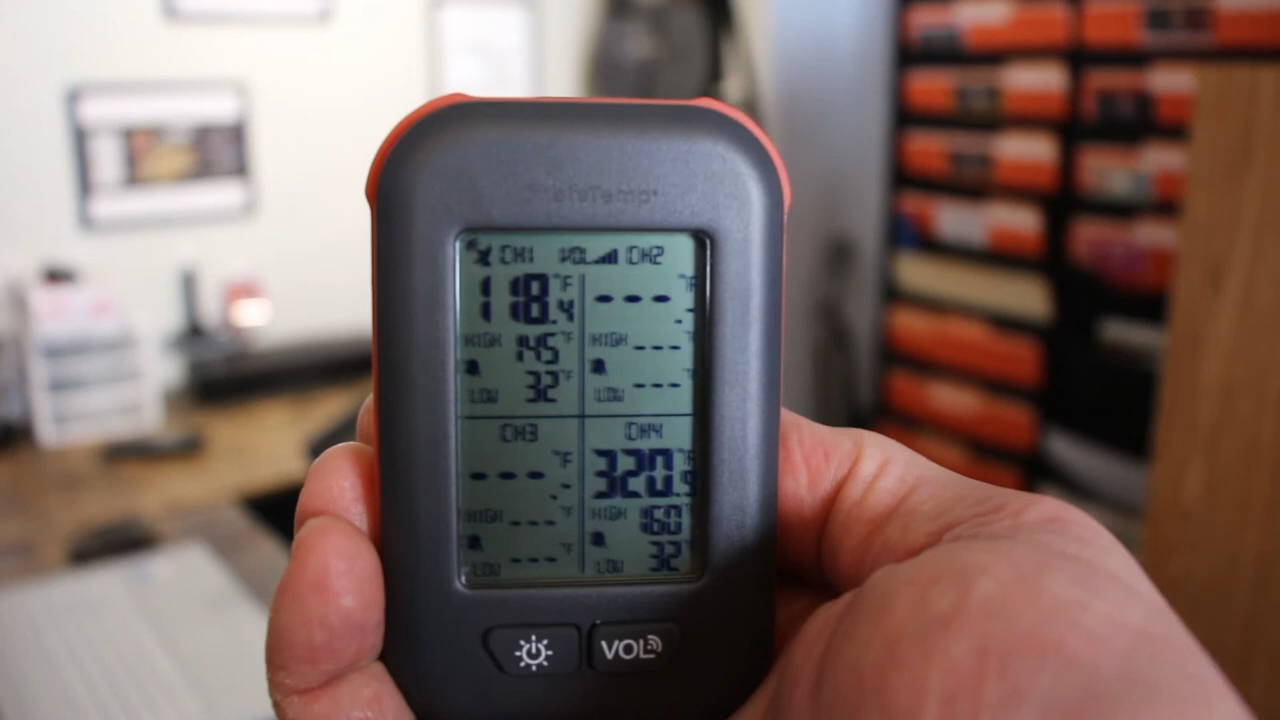 CH1 VOL CH2
118.4 °F ---.- °F
HIGH 145 °F HIGH --- °F
LOW 32 °F LOW --- °F
CH3 CH4
---.- °F 320.9 °F
HIGH --- °F HIGH 160 °F
LOW --- °F LOW 32 °F
VOL